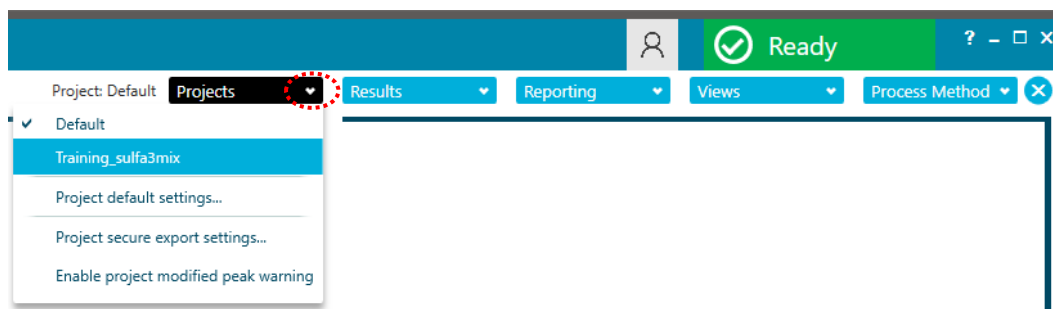 Ready
? – □ ×
Project: Default Projects Results Reporting Views Process Method
Default
Training_sulfa3mix
Project default settings...
Project secure export settings...
Enable project modified peak warning